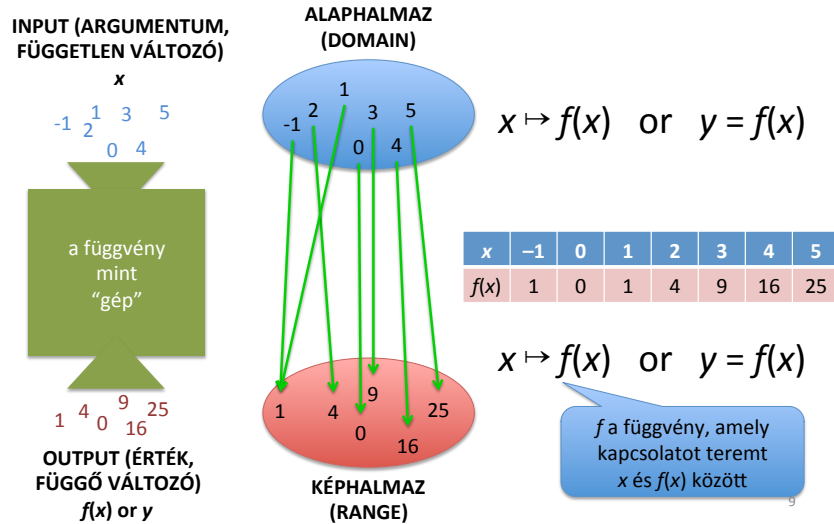 INPUT (ARGUMENTUM,
FÜGGETLEN VÁLTOZÓ)
x
-1 2 1 3 5
0 4
a függvény
mint
“gép”
1 4 0 9 16 25
OUTPUT (ÉRTÉK,
FÜGGŐ VÁLTOZÓ)
f(x) or y
ALAPHALMAZ
(DOMAIN)
-1 2 1 3 5
0 4
1 4 9 25
0 16
KÉPHALMAZ
(RANGE)
x ↦ f(x) or y = f(x)
x –1 0 1 2 3 4 5
f(x) 1 0 1 4 9 16 25
x ↦ f(x) or y = f(x)
f a függvény, amely
kapcsolatot teremt
x és f(x) között
9